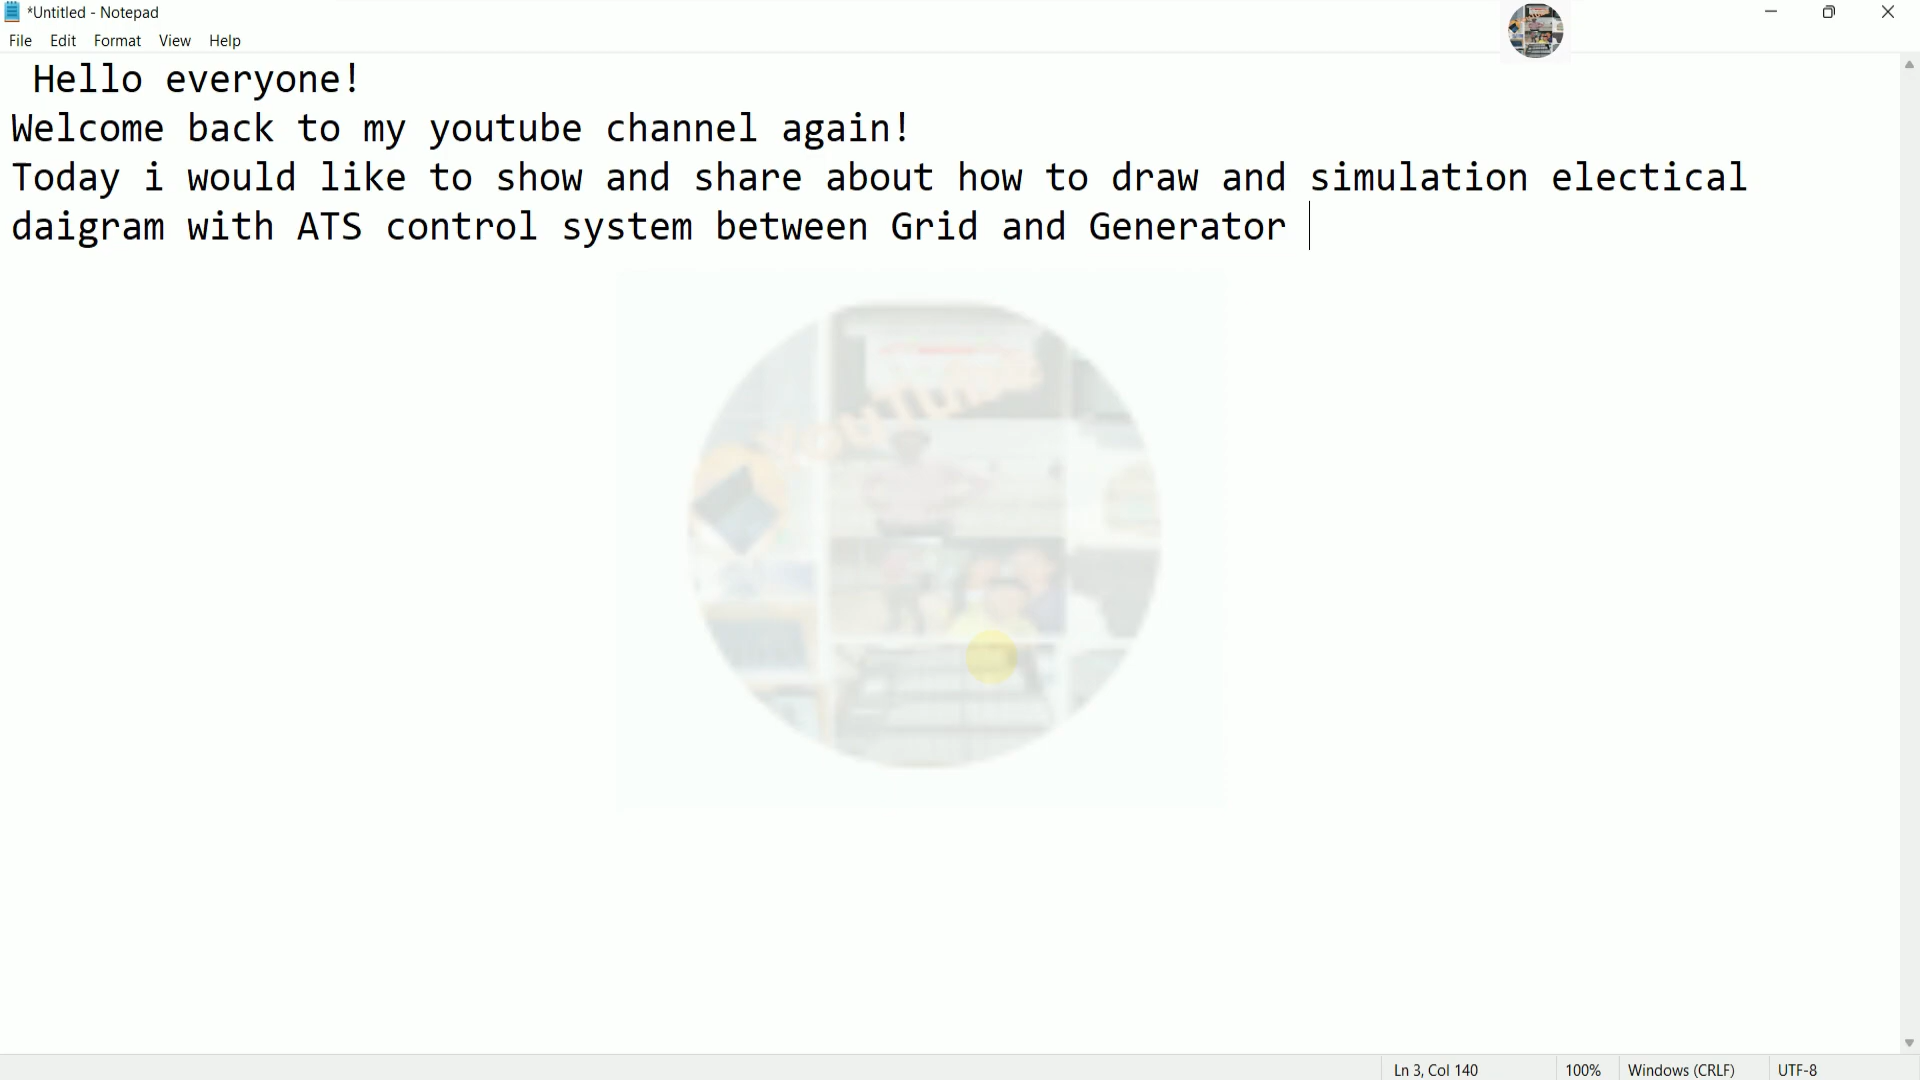 *Untitled - Notepad
File Edit Format View Help
Hello everyone!
Welcome back to my youtube channel again!
Today i would like to show and share about how to draw and simulation electical
daigram with ATS control system between Grid and Generator
YouTube
Ln 3, Col 140 100% Windows (CRLF) UTF-8